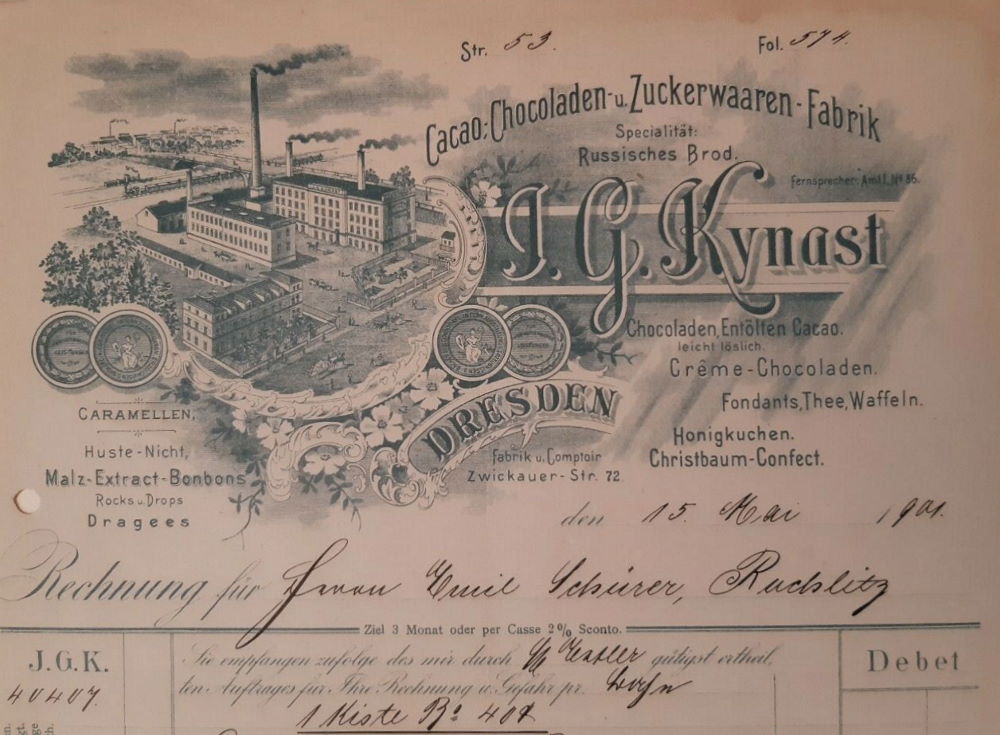 Str. 53. Fol. 574.
Cacao-, Chocoladen- u. Zuckerwaaren-Fabrik
Specialität:
Russisches Brod.
Fernsprecher: Amt I, No 86.
J. G. Kynast
Chocoladen, Entölten Cacao.
leicht löslich.
Crême-Chocoladen.
Fondants, Thee, Waffeln.
Honigkuchen.
Christbaum-Confect.
DRESDEN
Fabrik u. Comptoir
Zwickauer-Str. 72.
CARAMELLEN,
Huste-Nicht,
Malz-Extract-Bonbons
Rocks u. Drops
Dragees
den 15. Mai 1901.
Rechnung für Herrn Emil Schürer, Rochlitz
Ziel 3 Monat oder per Casse 2% Sconto.
J.G.K.
40407.
Sie empfangen zufolge des mir durch gütigst ertheil.
ten Auftrages für Ihre Rechnung u. Gefahr pr. Bahn
1 Kiste No 407
Debet